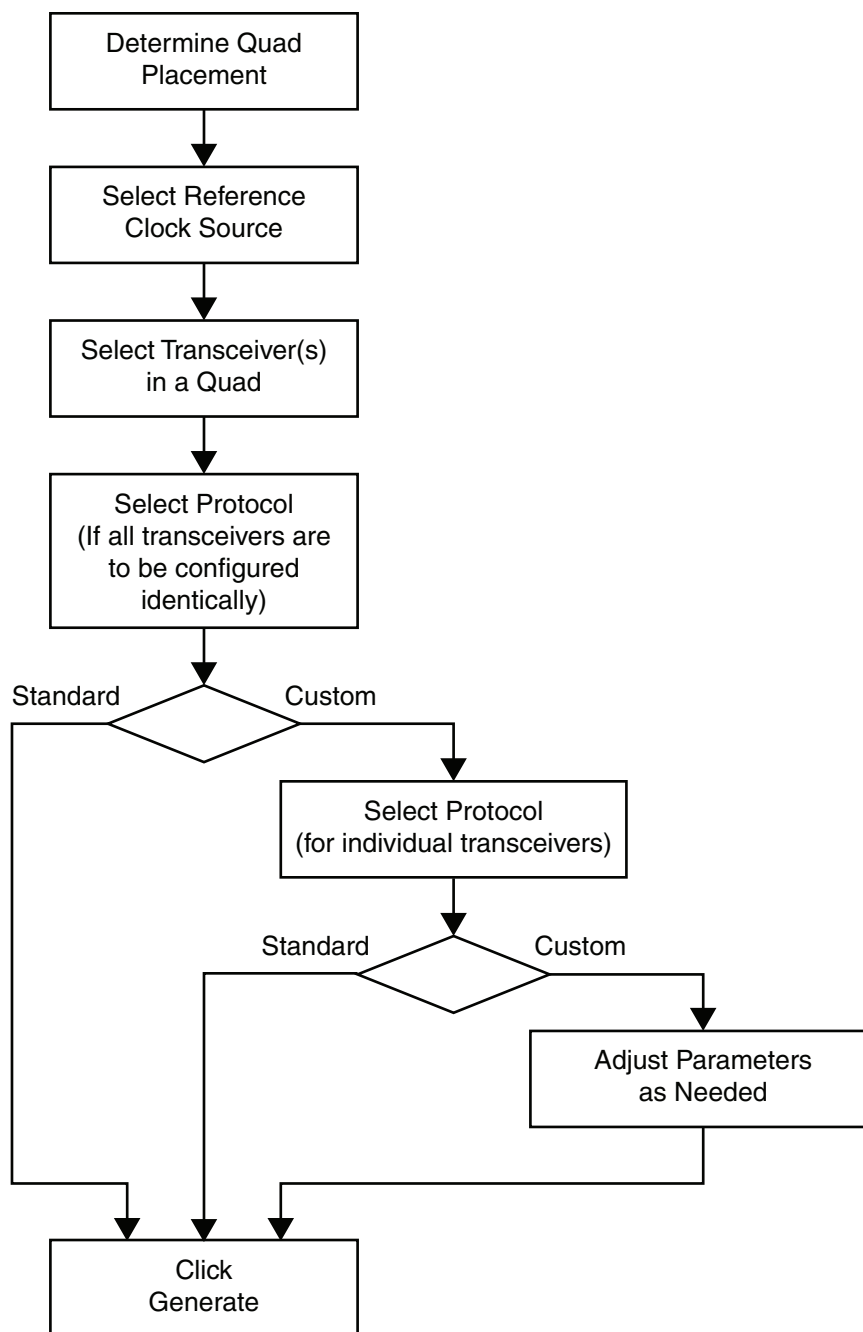 Determine Quad
Placement
Select Reference
Clock Source
Select Transceiver(s)
in a Quad
Select Protocol
(If all transceivers are
to be configured
identically)
Standard
Custom
Select Protocol
(for individual transceivers)
Standard
Custom
Adjust Parameters
as Needed
Click
Generate